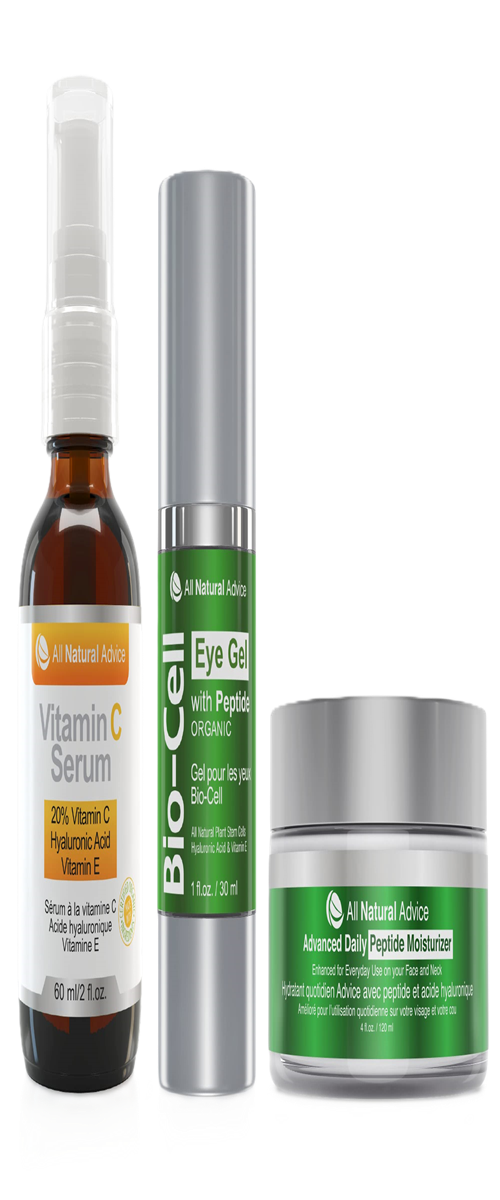 All Natural Advice
Vitamin C
Serum
20% Vitamin C
Hyaluronic Acid
Vitamin E
Sérum à la vitamine C
Acide hyaluronique
Vitamine E
60 ml/2 fl.oz.
All Natural Advice
Bio-Cell
Eye Gel
with Peptide
ORGANIC
Gel pour les yeux
Bio-Cell
All Natural Plant Stem Cells
Hyaluronic Acid & Vitamin E
1 fl.oz. / 30 ml
All Natural Advice
Advanced Daily Peptide Moisturizer
Enhanced for Everyday Use on your Face and Neck
Hydratant quotidien Advice avec peptide et acide hyaluronique
Amélioré pour l'utilisation quotidienne sur votre visage et votre cou
4 fl.oz. / 120 ml